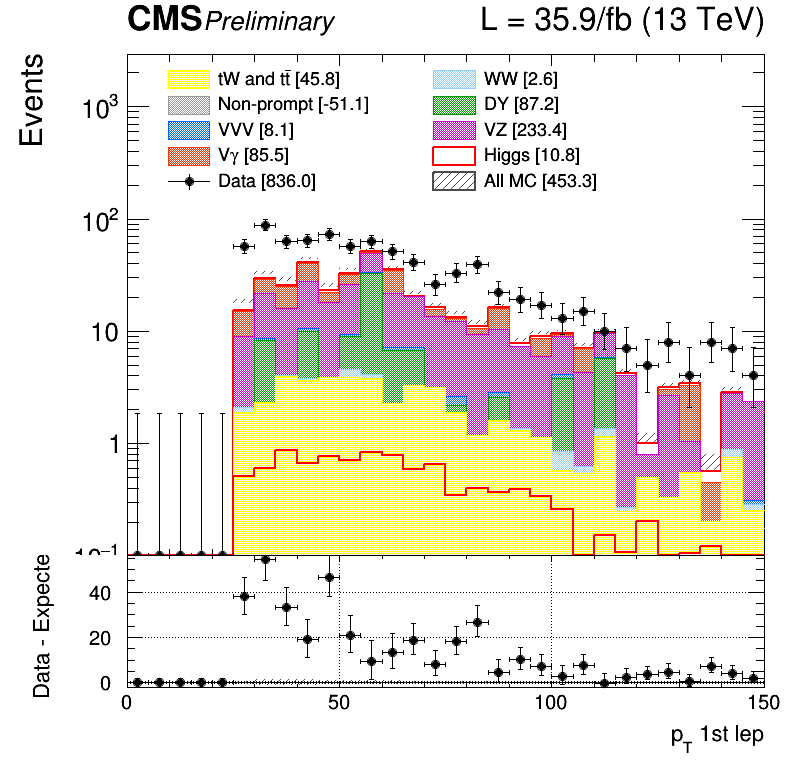 CMS Preliminary L = 35.9/fb (13 TeV)
Events
tW and tt̄ [45.8] WW [2.6]
Non-prompt [-51.1] DY [87.2]
VVV [8.1] VZ [233.4]
Vγ [85.5] Higgs [10.8]
Data [836.0] All MC [453.3]
10³
10²
10
1
10⁻¹
Data - Expecte
40
20
0
0 50 100 150
p_T 1st lep